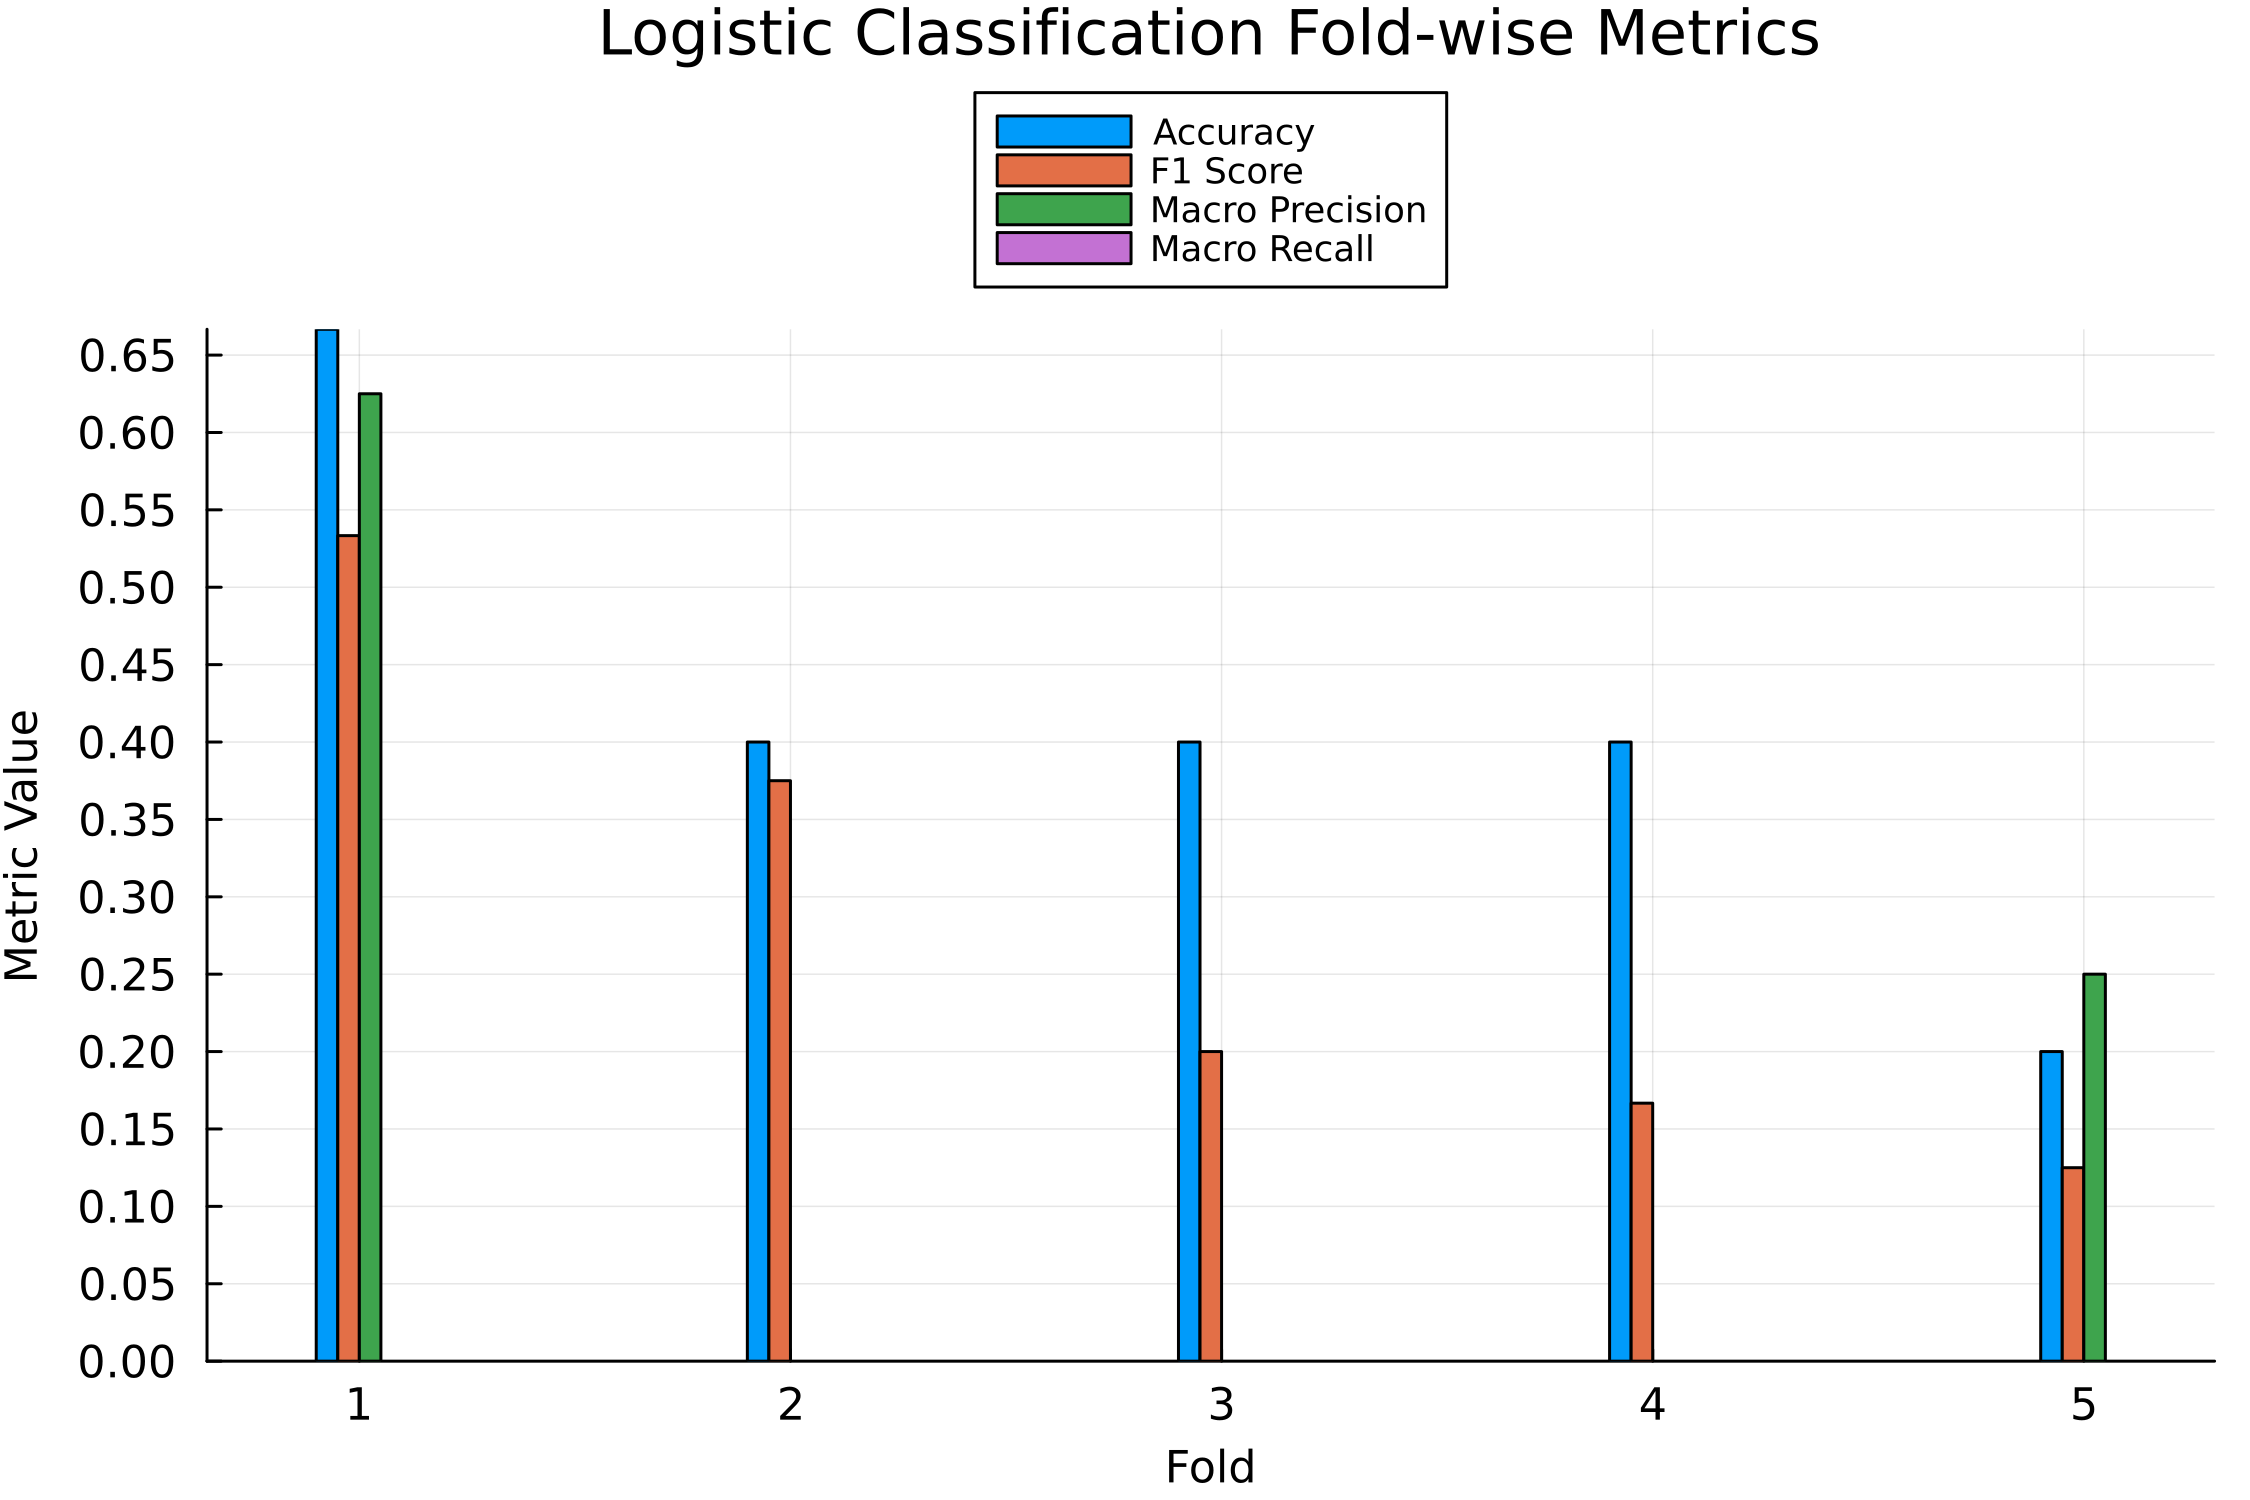 Logistic Classification Fold-wise Metrics
Accuracy
F1 Score
Macro Precision
Macro Recall
Metric Value
0.65
0.60
0.55
0.50
0.45
0.40
0.35
0.30
0.25
0.20
0.15
0.10
0.05
0.00
1 2 3 4 5
Fold